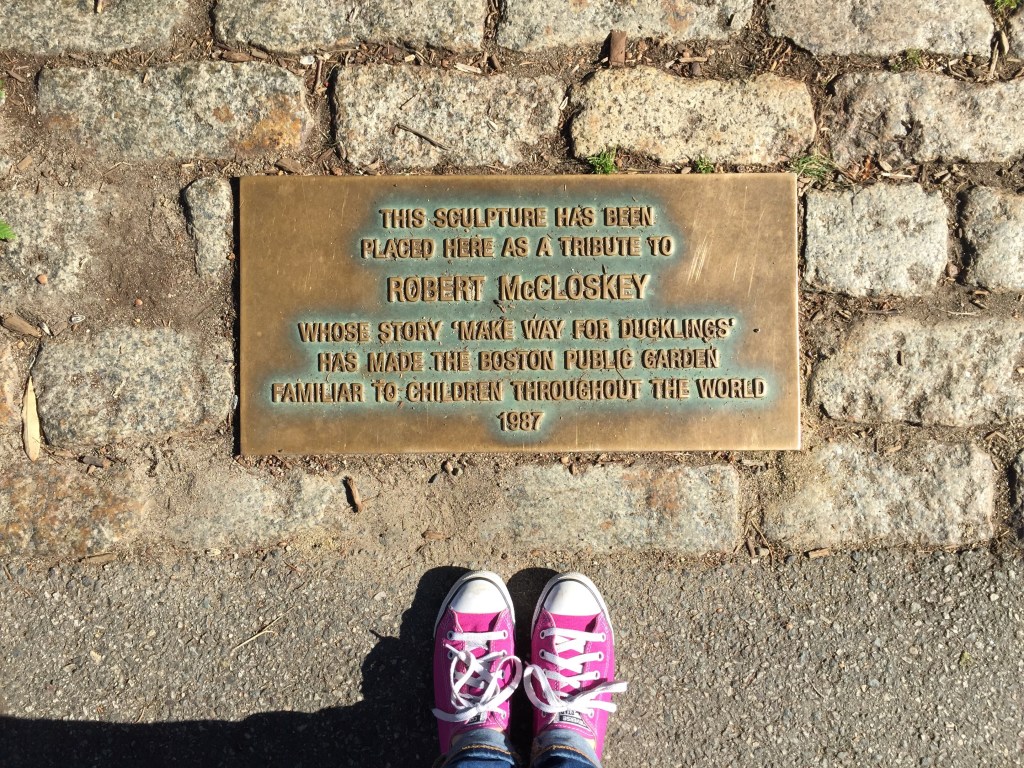 THIS SCULPTURE HAS BEEN
PLACED HERE AS A TRIBUTE TO
ROBERT McCLOSKEY
WHOSE STORY 'MAKE WAY FOR DUCKLINGS'
HAS MADE THE BOSTON PUBLIC GARDEN
FAMILIAR TO CHILDREN THROUGHOUT THE WORLD
1987